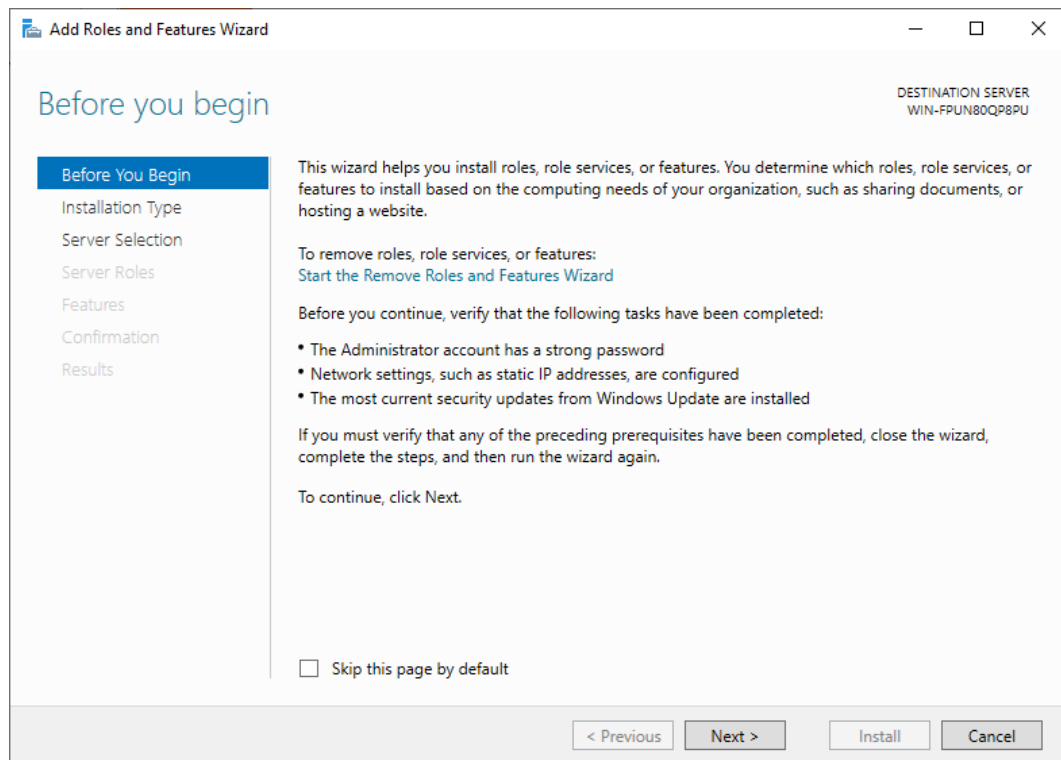 Add Roles and Features Wizard
Before you begin
DESTINATION SERVER
WIN-FPUN80QP8PU
Before You Begin
Installation Type
Server Selection
Server Roles
Features
Confirmation
Results
This wizard helps you install roles, role services, or features. You determine which roles, role services, or
features to install based on the computing needs of your organization, such as sharing documents, or
hosting a website.
To remove roles, role services, or features:
Start the Remove Roles and Features Wizard
Before you continue, verify that the following tasks have been completed:
• The Administrator account has a strong password
• Network settings, such as static IP addresses, are configured
• The most current security updates from Windows Update are installed
If you must verify that any of the preceding prerequisites have been completed, close the wizard,
complete the steps, and then run the wizard again.
To continue, click Next.
Skip this page by default
< Previous
Next >
Install
Cancel